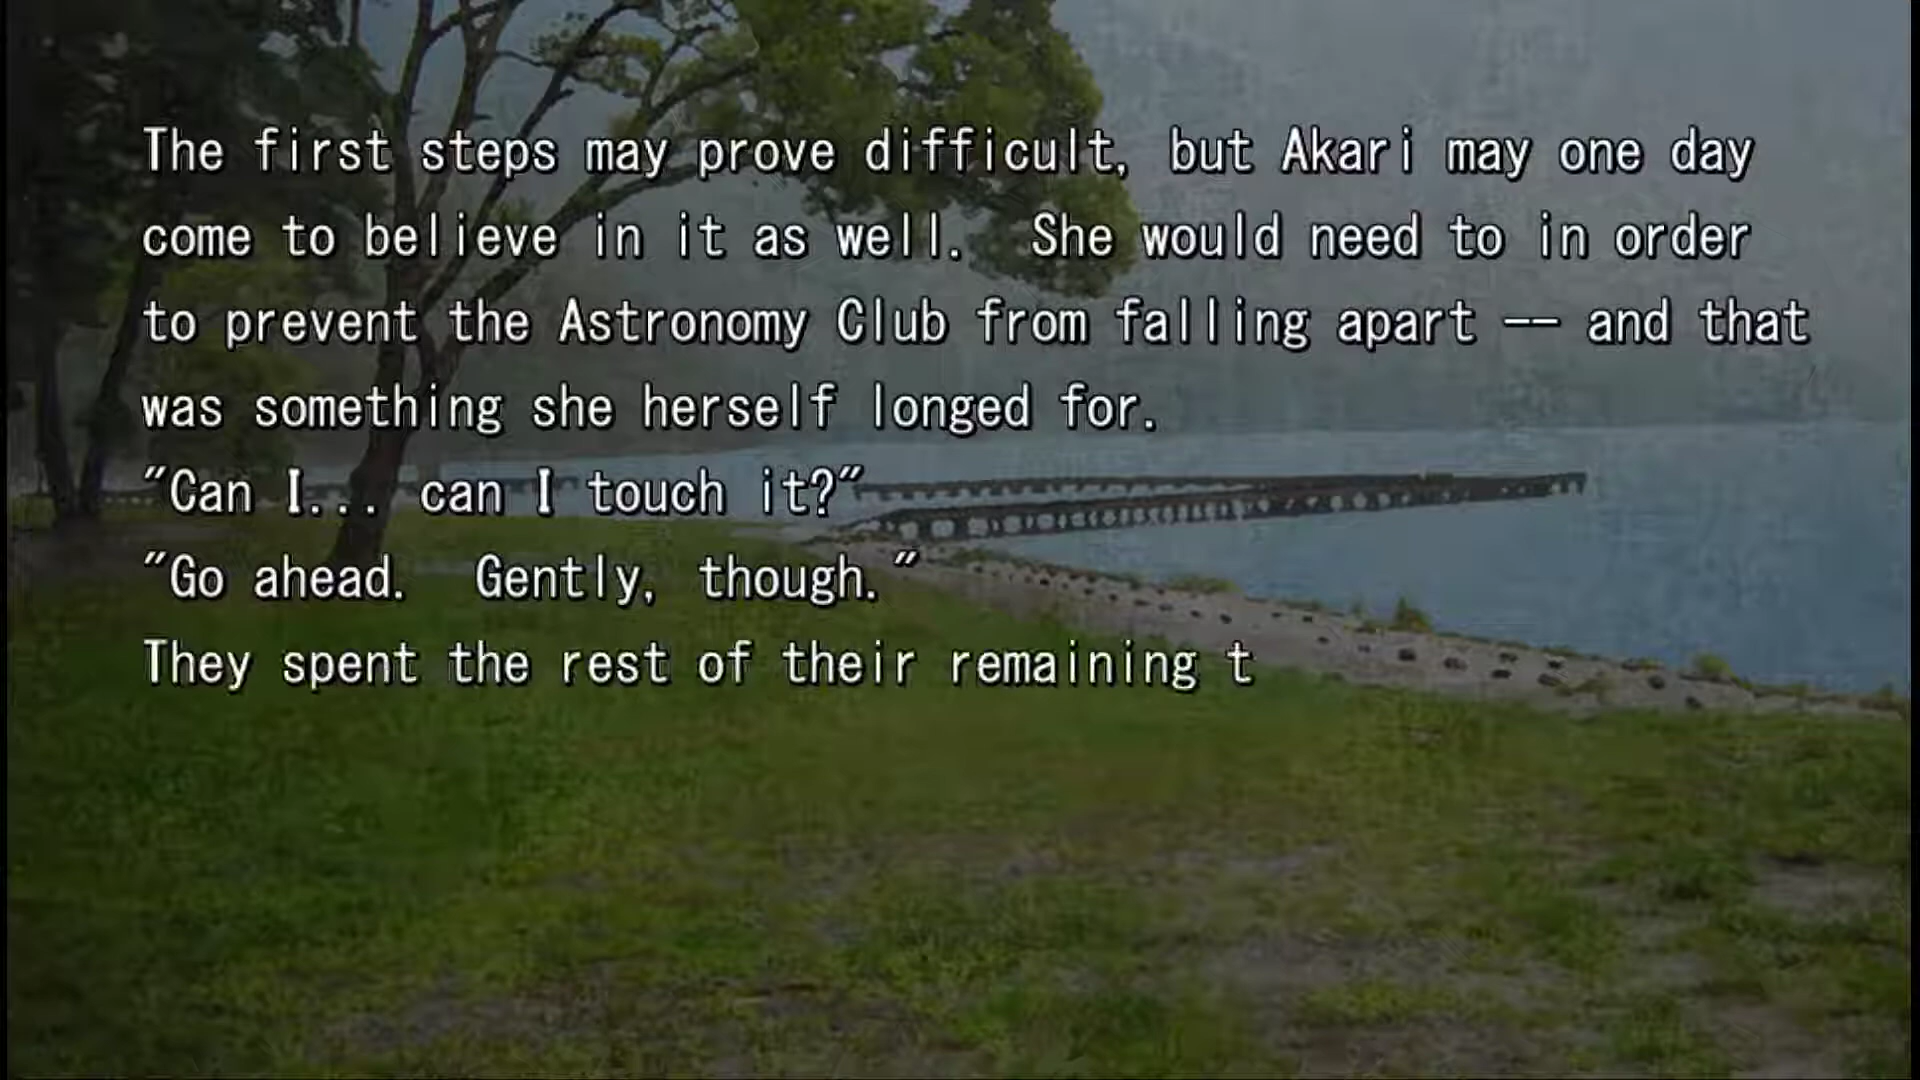 The first steps may prove difficult, but Akari may one day
come to believe in it as well.  She would need to in order
to prevent the Astronomy Club from falling apart -- and that
was something she herself longed for.
"Can I... can I touch it?"
"Go ahead.  Gently, though."
They spent the rest of their remaining t